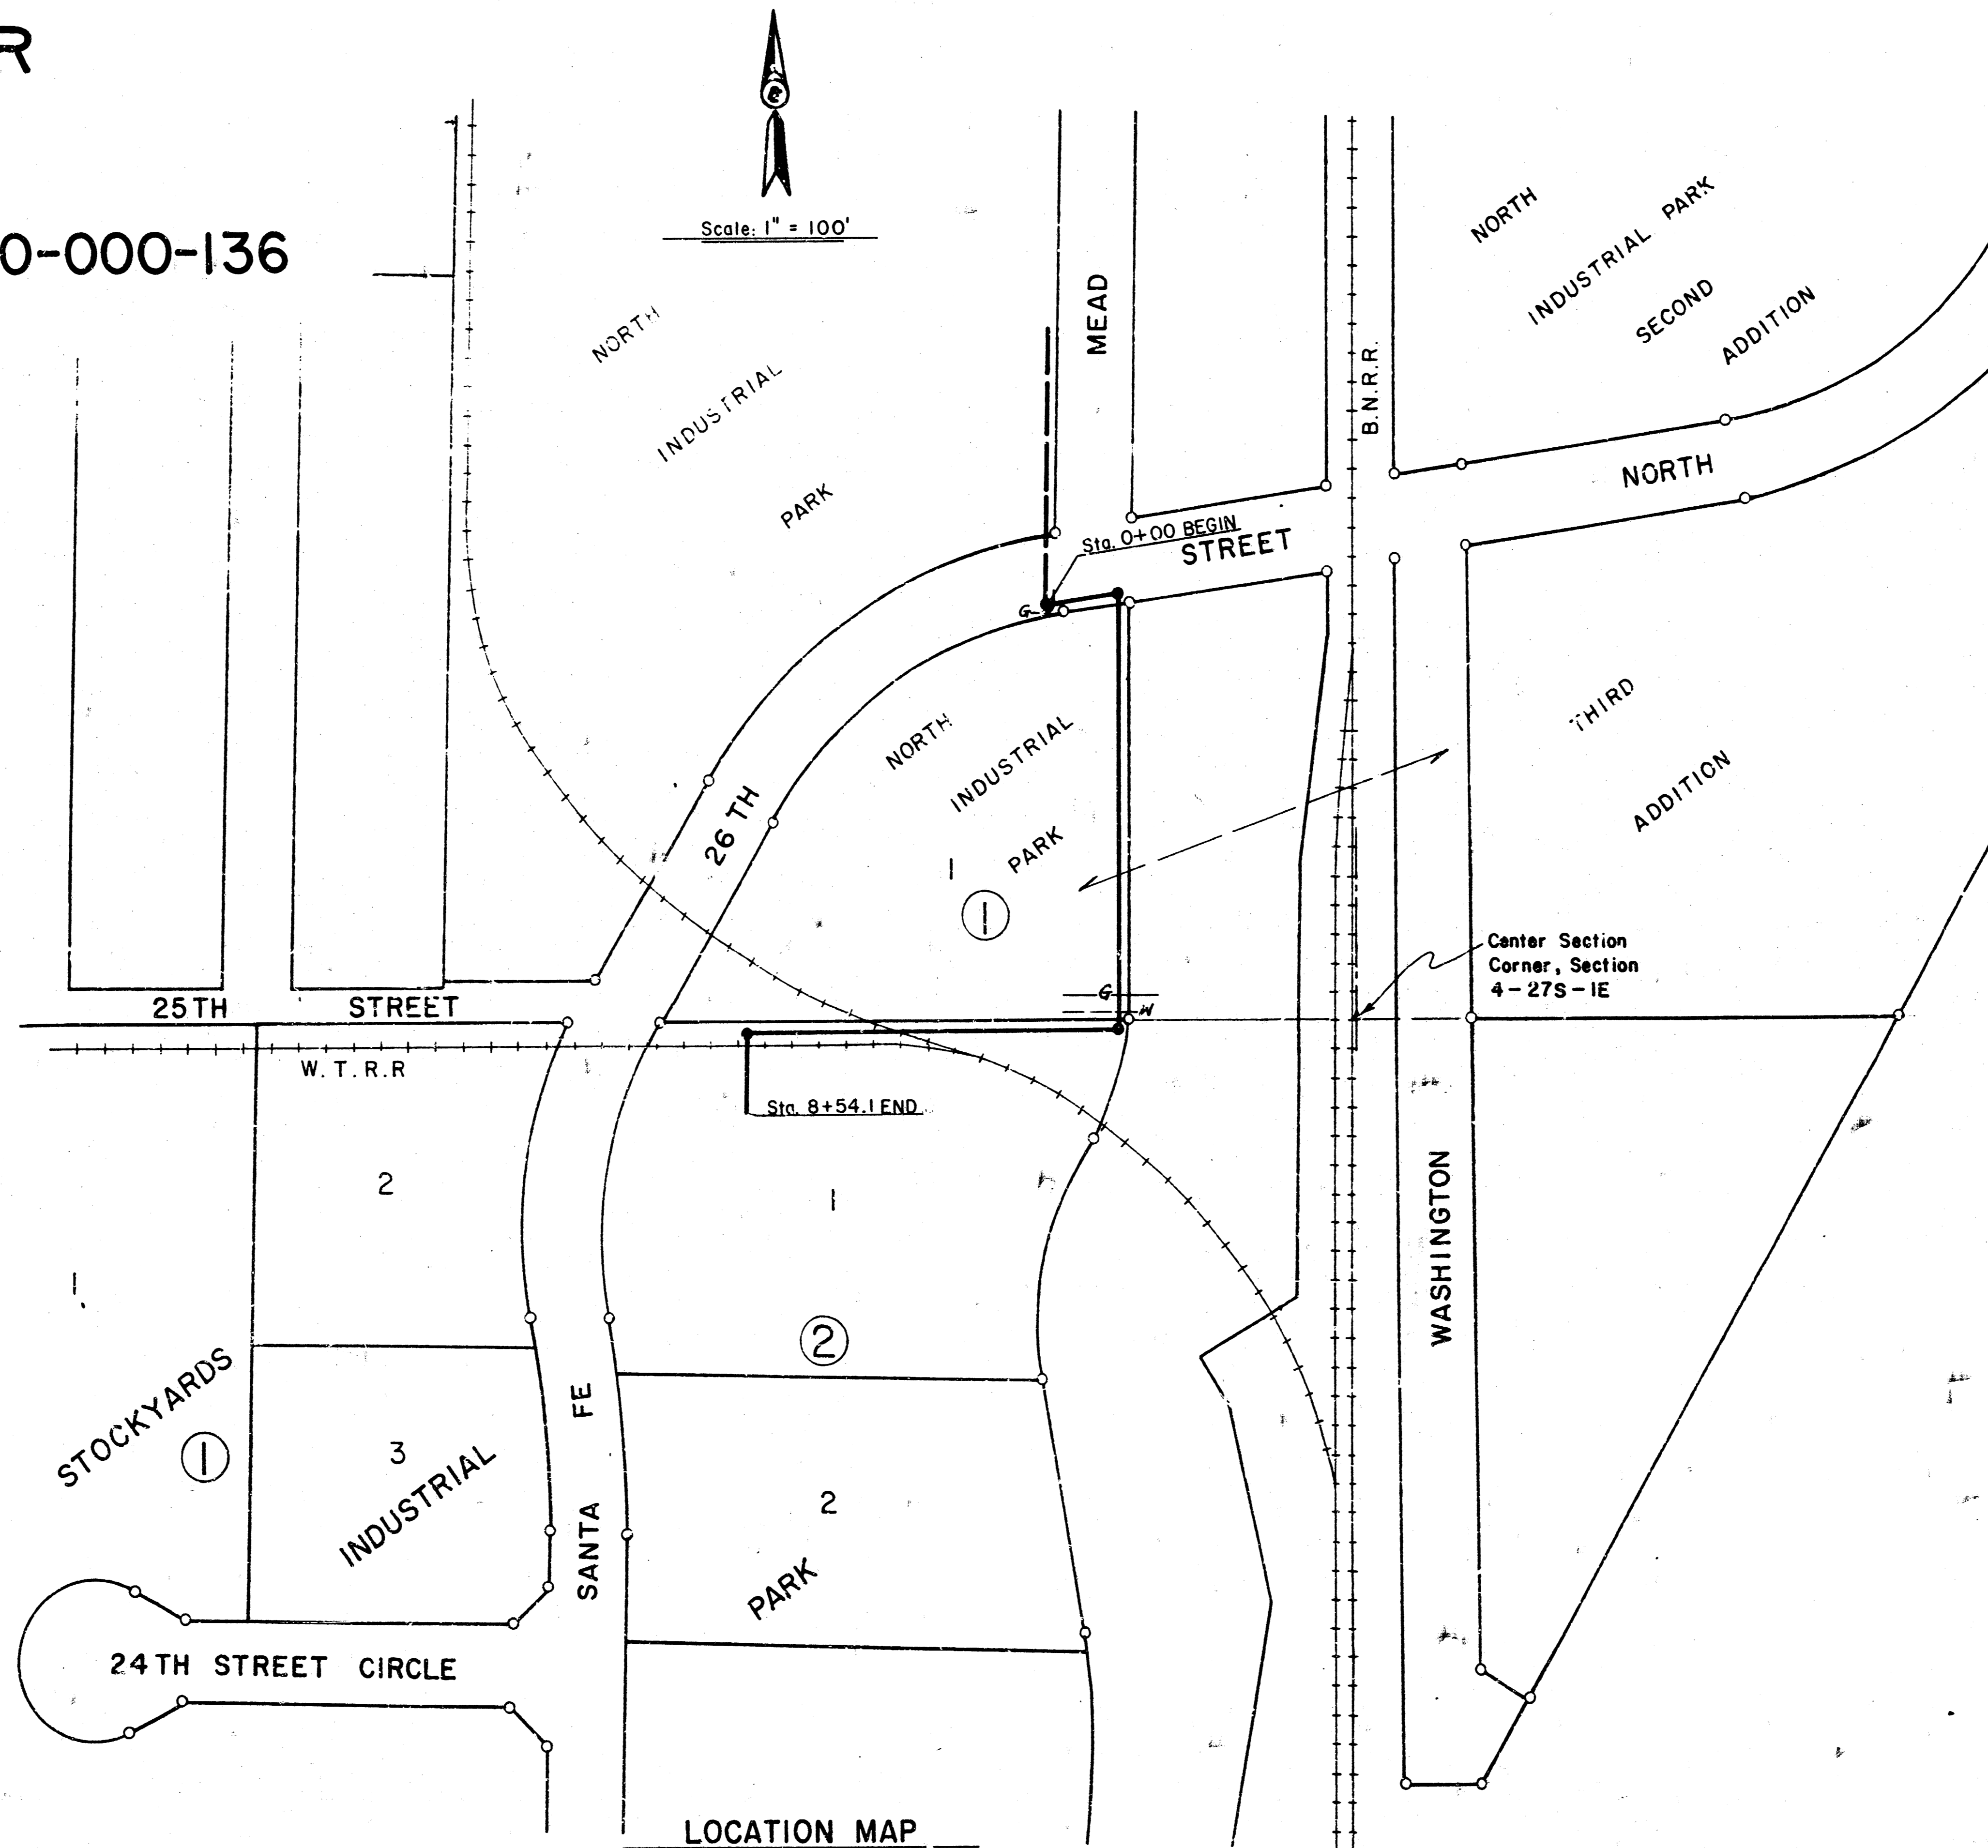 R
0-000-136
Scale: 1" = 100'
MEAD
B.N.R.R.
NORTH
INDUSTRIAL PARK
SECOND
ADDITION
NORTH
INDUSTRIAL
PARK
NORTH
Sta. 0+00 BEGIN
STREET
G
26TH
NORTH
INDUSTRIAL
PARK
1
1
THIRD
ADDITION
Center Section
Corner, Section
4-27S-1E
G
W
25TH STREET
W.T.R.R
Sta. 8+54.1 END
2
1
1
2
WASHINGTON
STOCKYARDS
1
3
INDUSTRIAL
SANTA FE
2
PARK
24TH STREET CIRCLE
LOCATION MAP